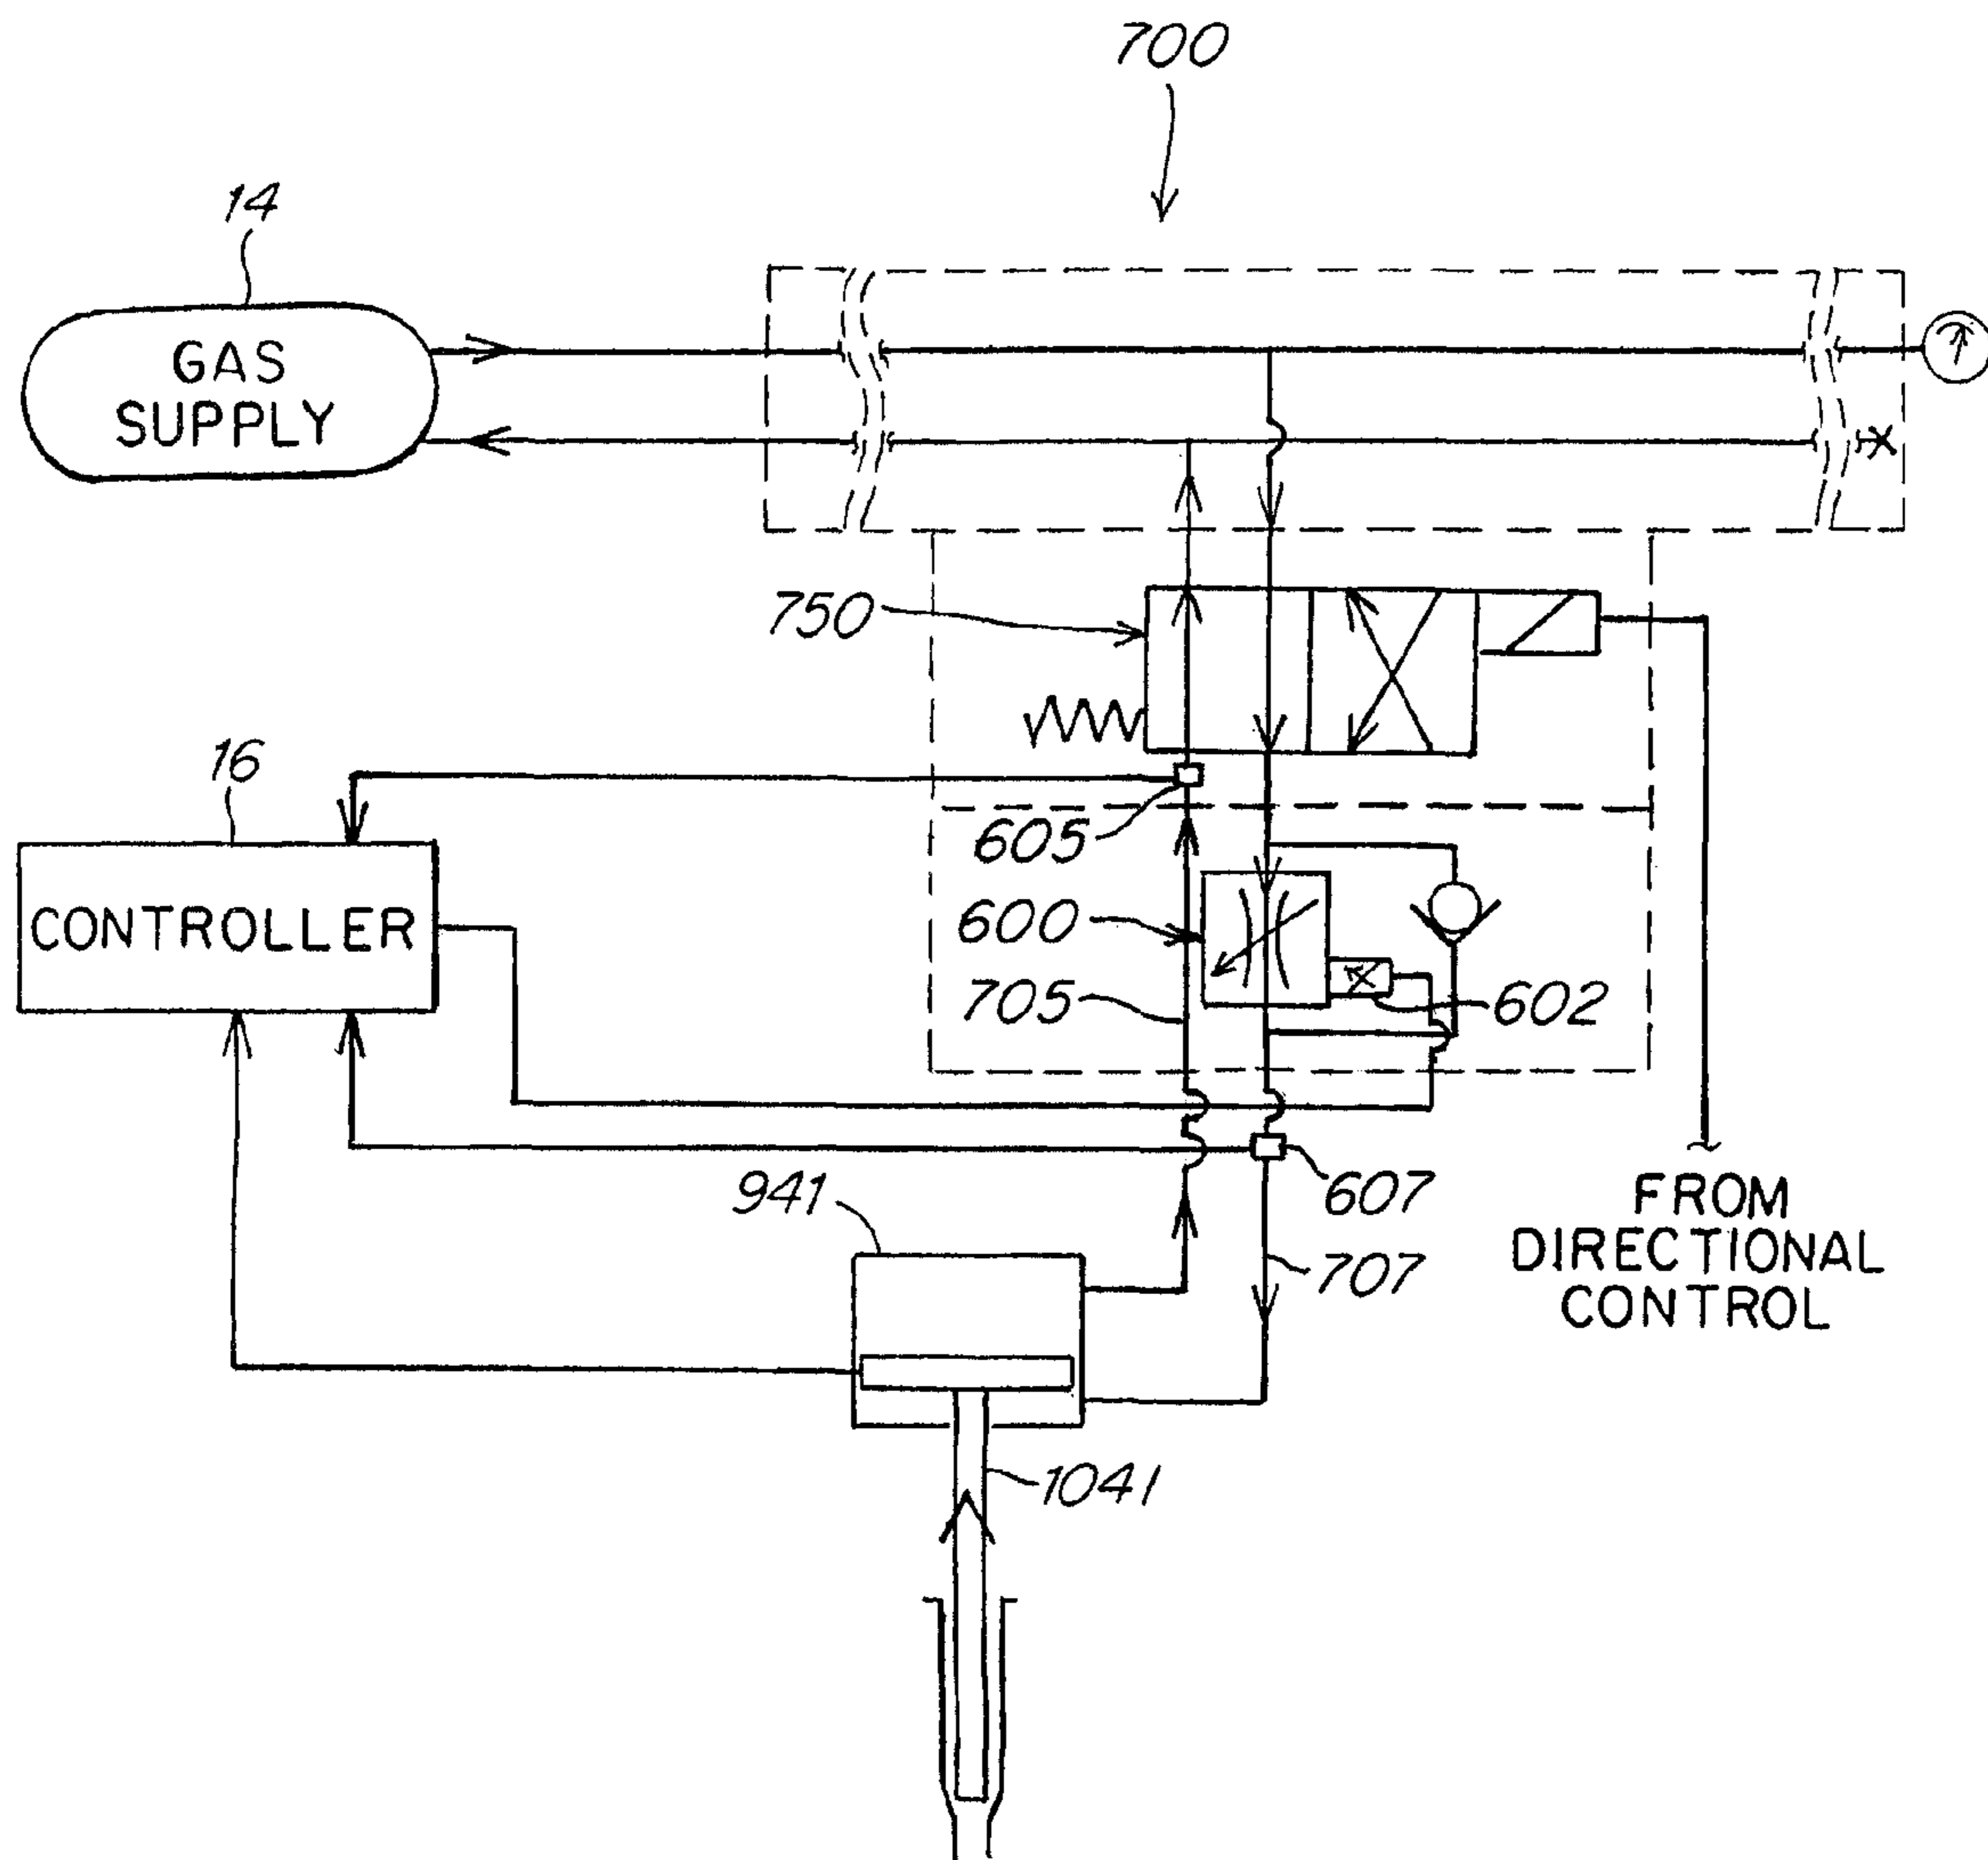 700
14
GAS
SUPPLY
750
16
605
CONTROLLER
600
705
602
941
607
FROM
DIRECTIONAL
CONTROL
707
1041